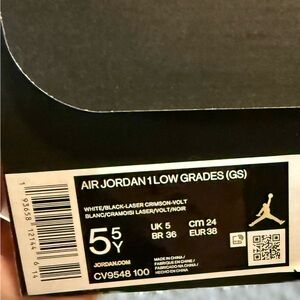 AIR JORDAN 1 LOW GRADES (GS)
WHITE/BLACK-LASER CRIMSON-VOLT
BLANC/CRAMOISI LASER/VOLT/NOIR
5.5Y
UK 5
CM 24
BR 36
EUR 38
JORDAN.COM
CV9548 100
MADE IN CHINA
FABRIQUÉ EN CHINE
FABRICADO NA CHINA
HECHO EN CHINA